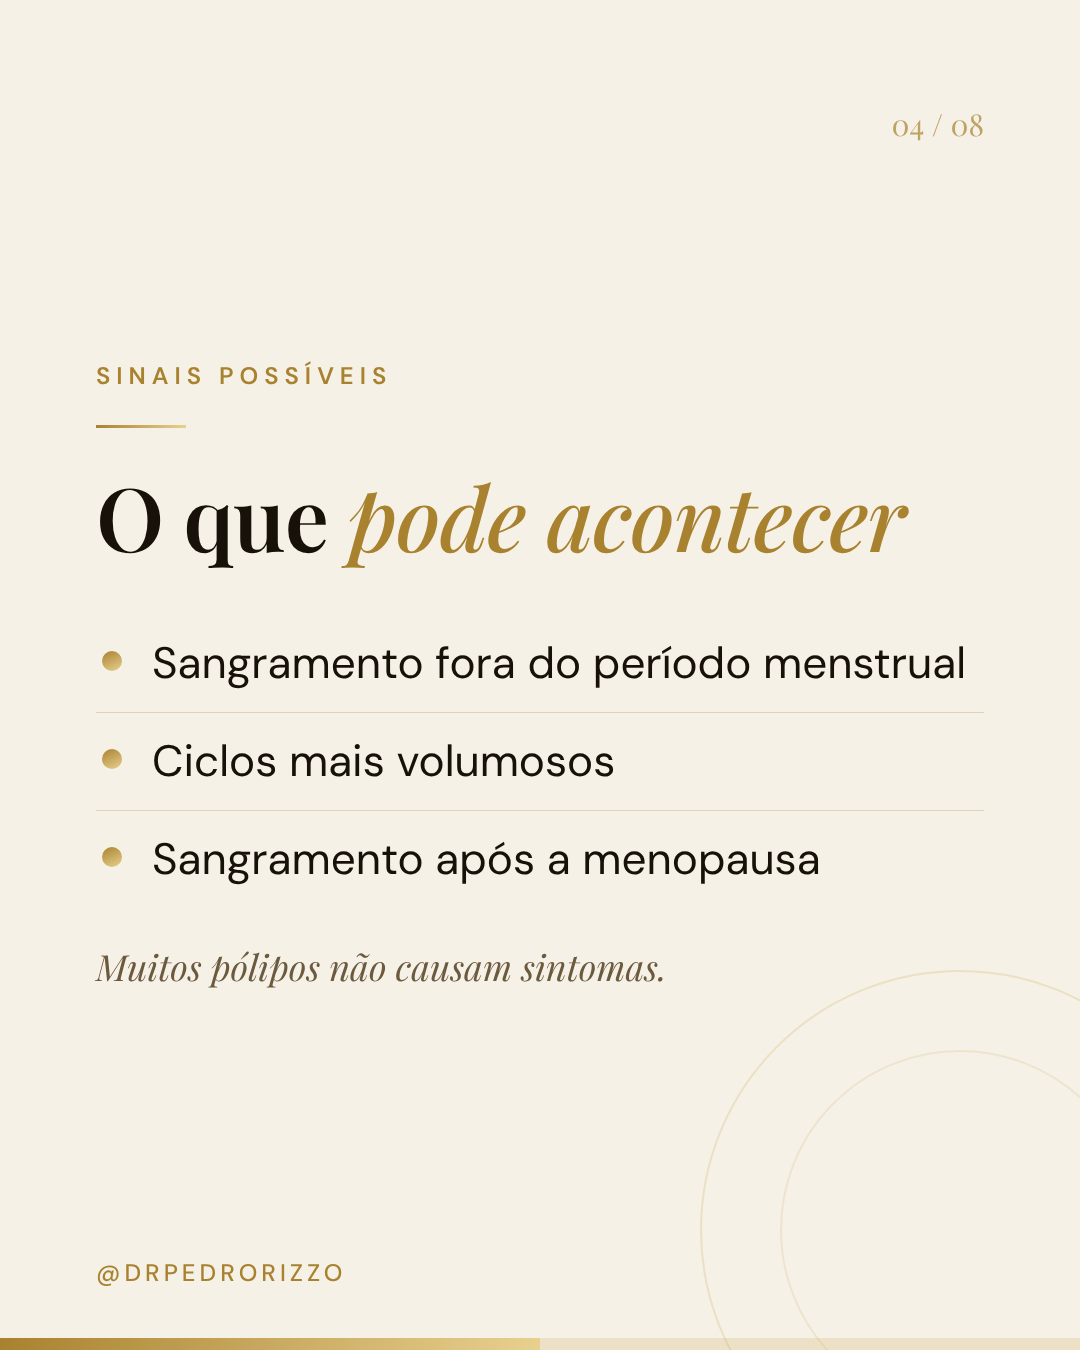 04 / 08
SINAIS POSSÍVEIS
O que pode acontecer
Sangramento fora do período menstrual
Ciclos mais volumosos
Sangramento após a menopausa
Muitos pólipos não causam sintomas.
@DRPEDRORIZZO